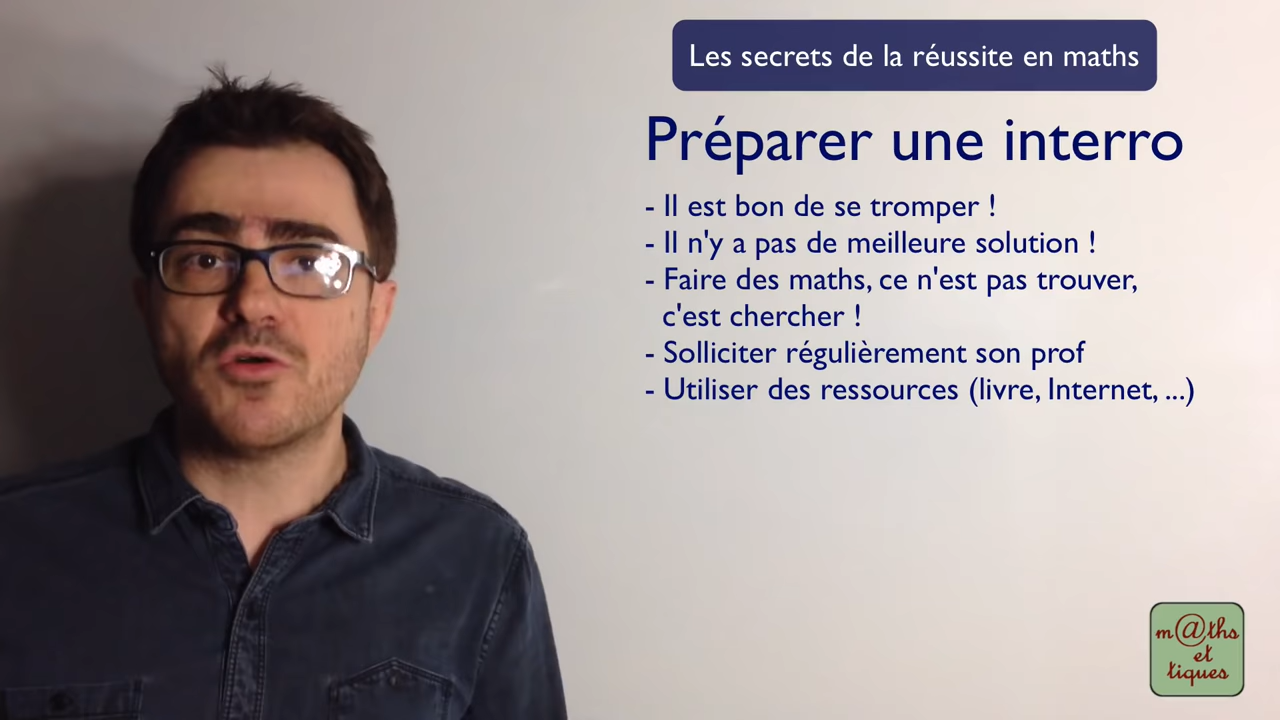 Les secrets de la réussite en maths
Préparer une interro
- Il est bon de se tromper !
- Il n'y a pas de meilleure solution !
- Faire des maths, ce n'est pas trouver,
c'est chercher !
- Solliciter régulièrement son prof
- Utiliser des ressources (livre, Internet, ...)
m@ths
et
tiques